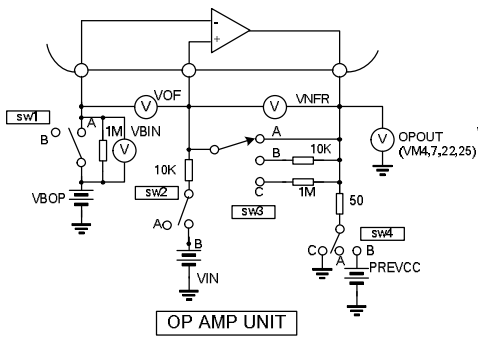 -
+
V VOF
V VNFR
sw1
A
B
1M
VBIN
V
A
B
10K
C
1M
V
OPOUT
(VM4,7,22,25)
10K
sw2
VBOP
sw3
50
A
B
sw4
C
A
B
VIN
PREVCC
OP AMP UNIT